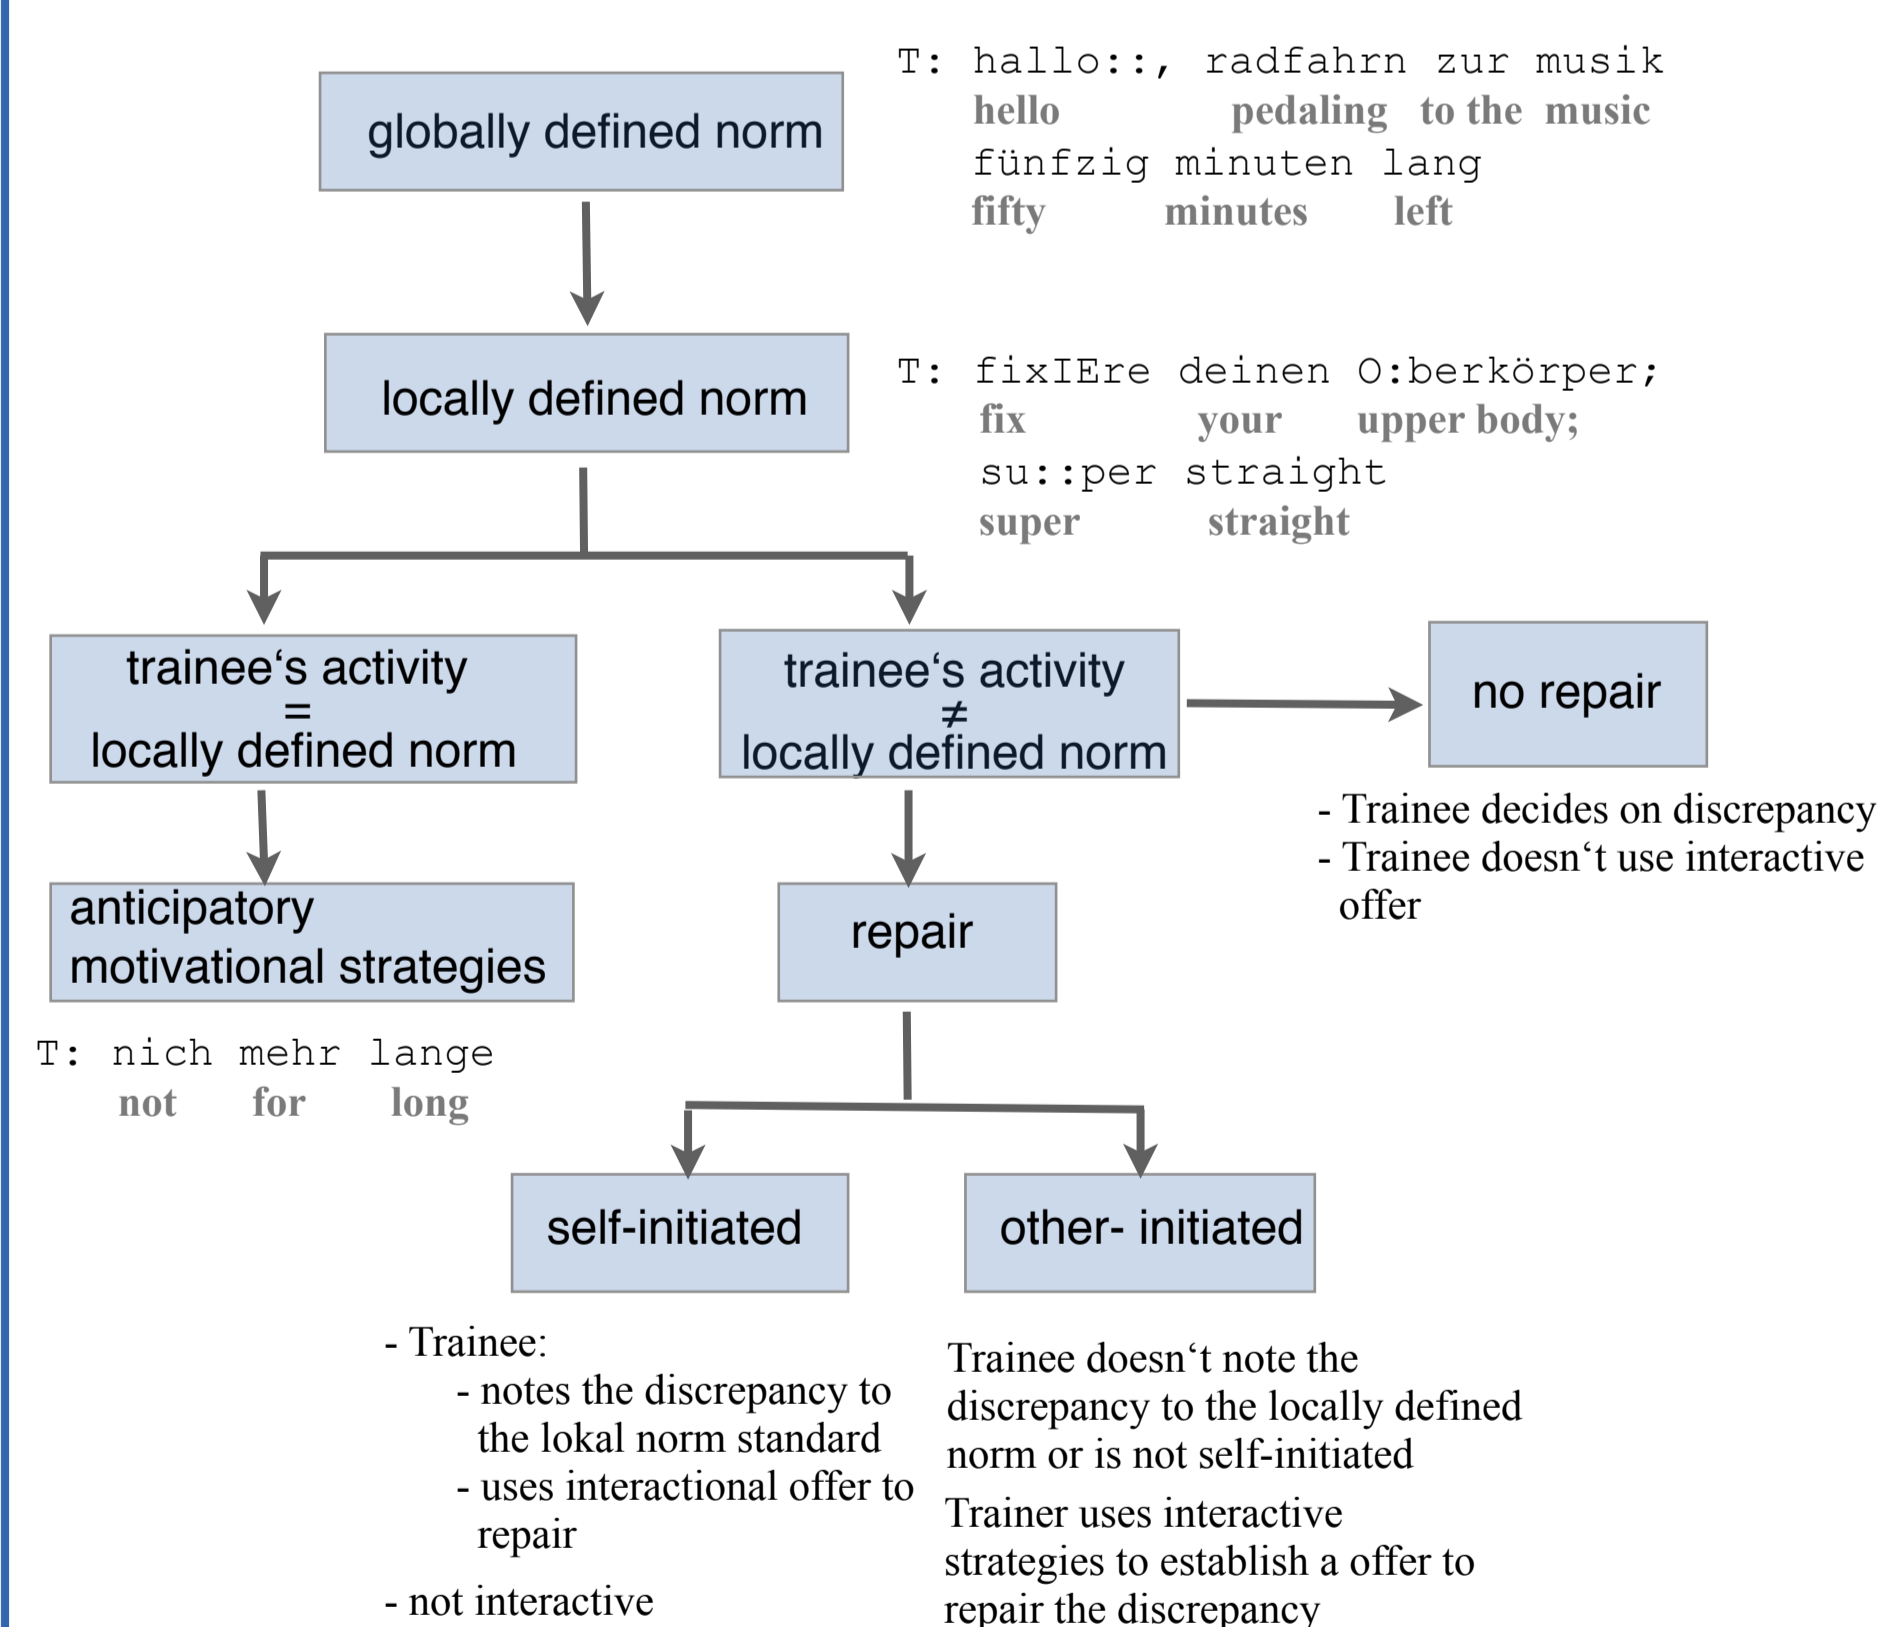 globally defined norm
T: hallo::, radfahrn zur musik
hello pedaling to the music
fünfzig minuten lang
fifty minutes left
locally defined norm
T: fixIEre deinen O:berkörper;
fix your upper body;
su::per straight
super straight
trainee‘s activity
=
locally defined norm
trainee‘s activity
≠
locally defined norm
no repair
- Trainee decides on discrepancy
- Trainee doesn‘t use interactive
offer
anticipatory
motivational strategies
T: nich mehr lange
not for long
repair
self-initiated
other- initiated
- Trainee:
- notes the discrepancy to
the lokal norm standard
- uses interactional offer to
repair
- not interactive
Trainee doesn‘t note the
discrepancy to the locally defined
norm or is not self-initiated
Trainer uses interactive
strategies to establish a offer to
repair the discrepancy